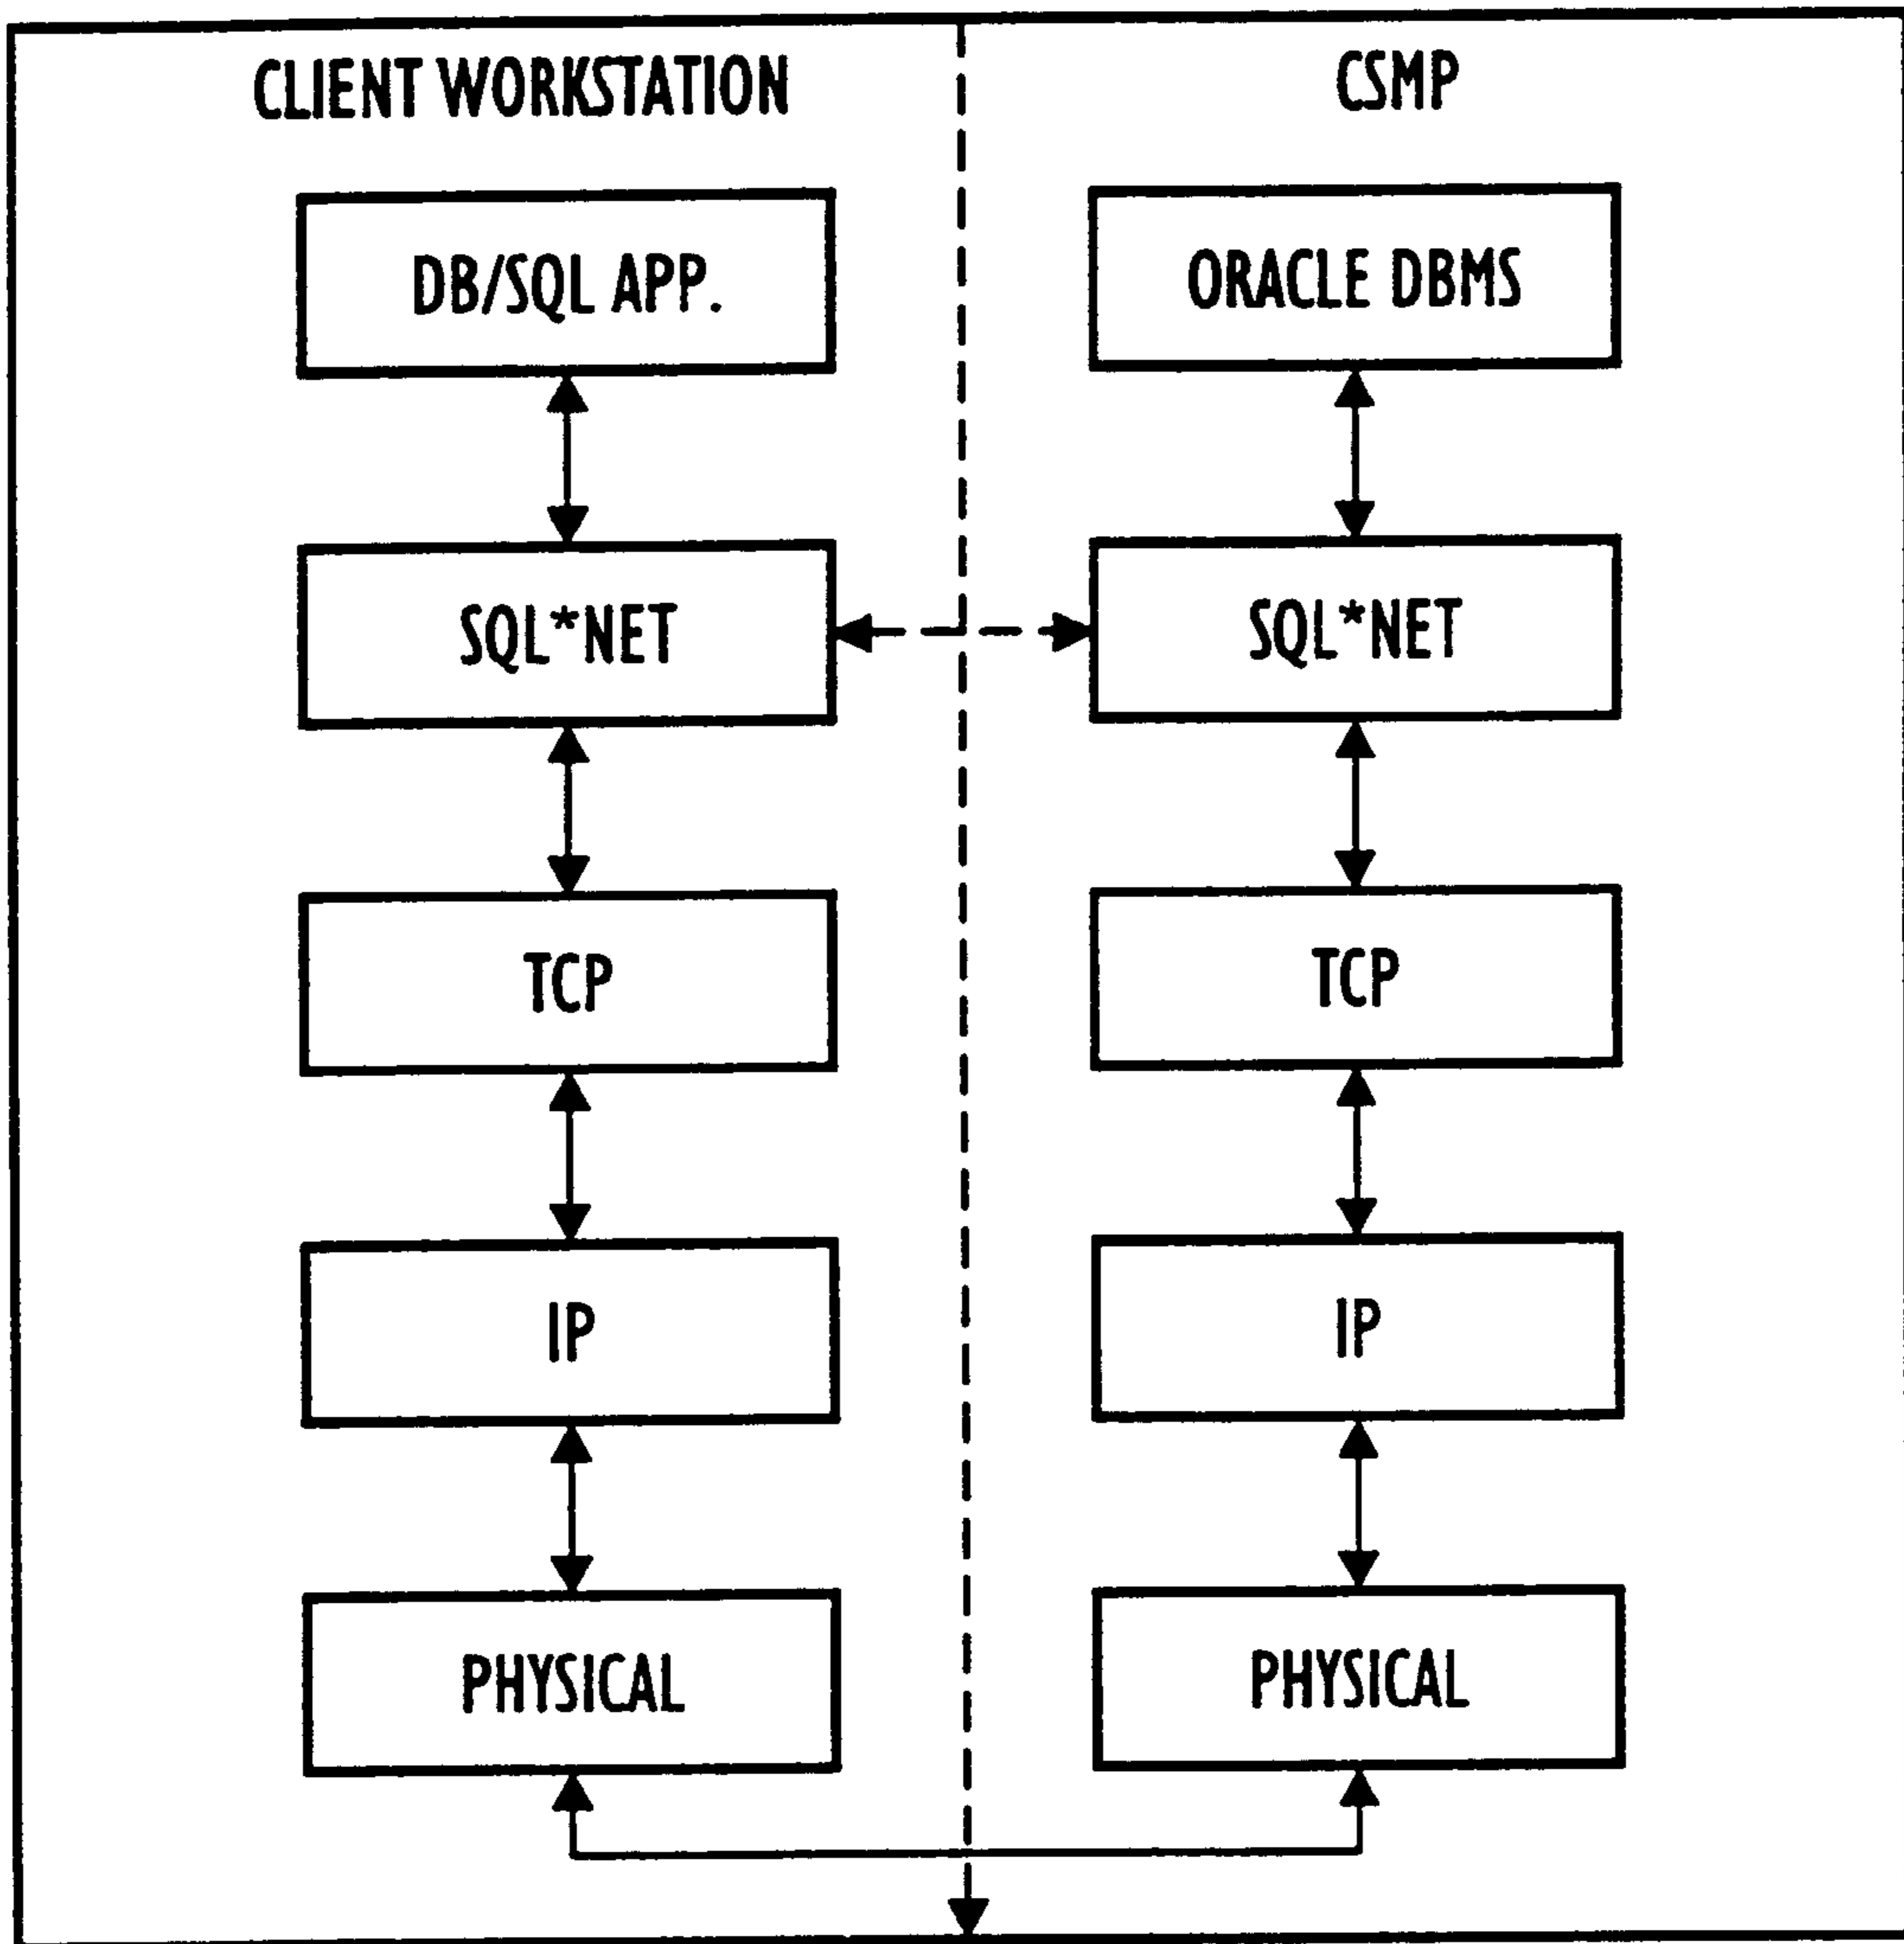 CLIENT WORKSTATION
CSMP
DB/SQL APP.
ORACLE DBMS
SQL*NET
SQL*NET
TCP
TCP
IP
IP
PHYSICAL
PHYSICAL